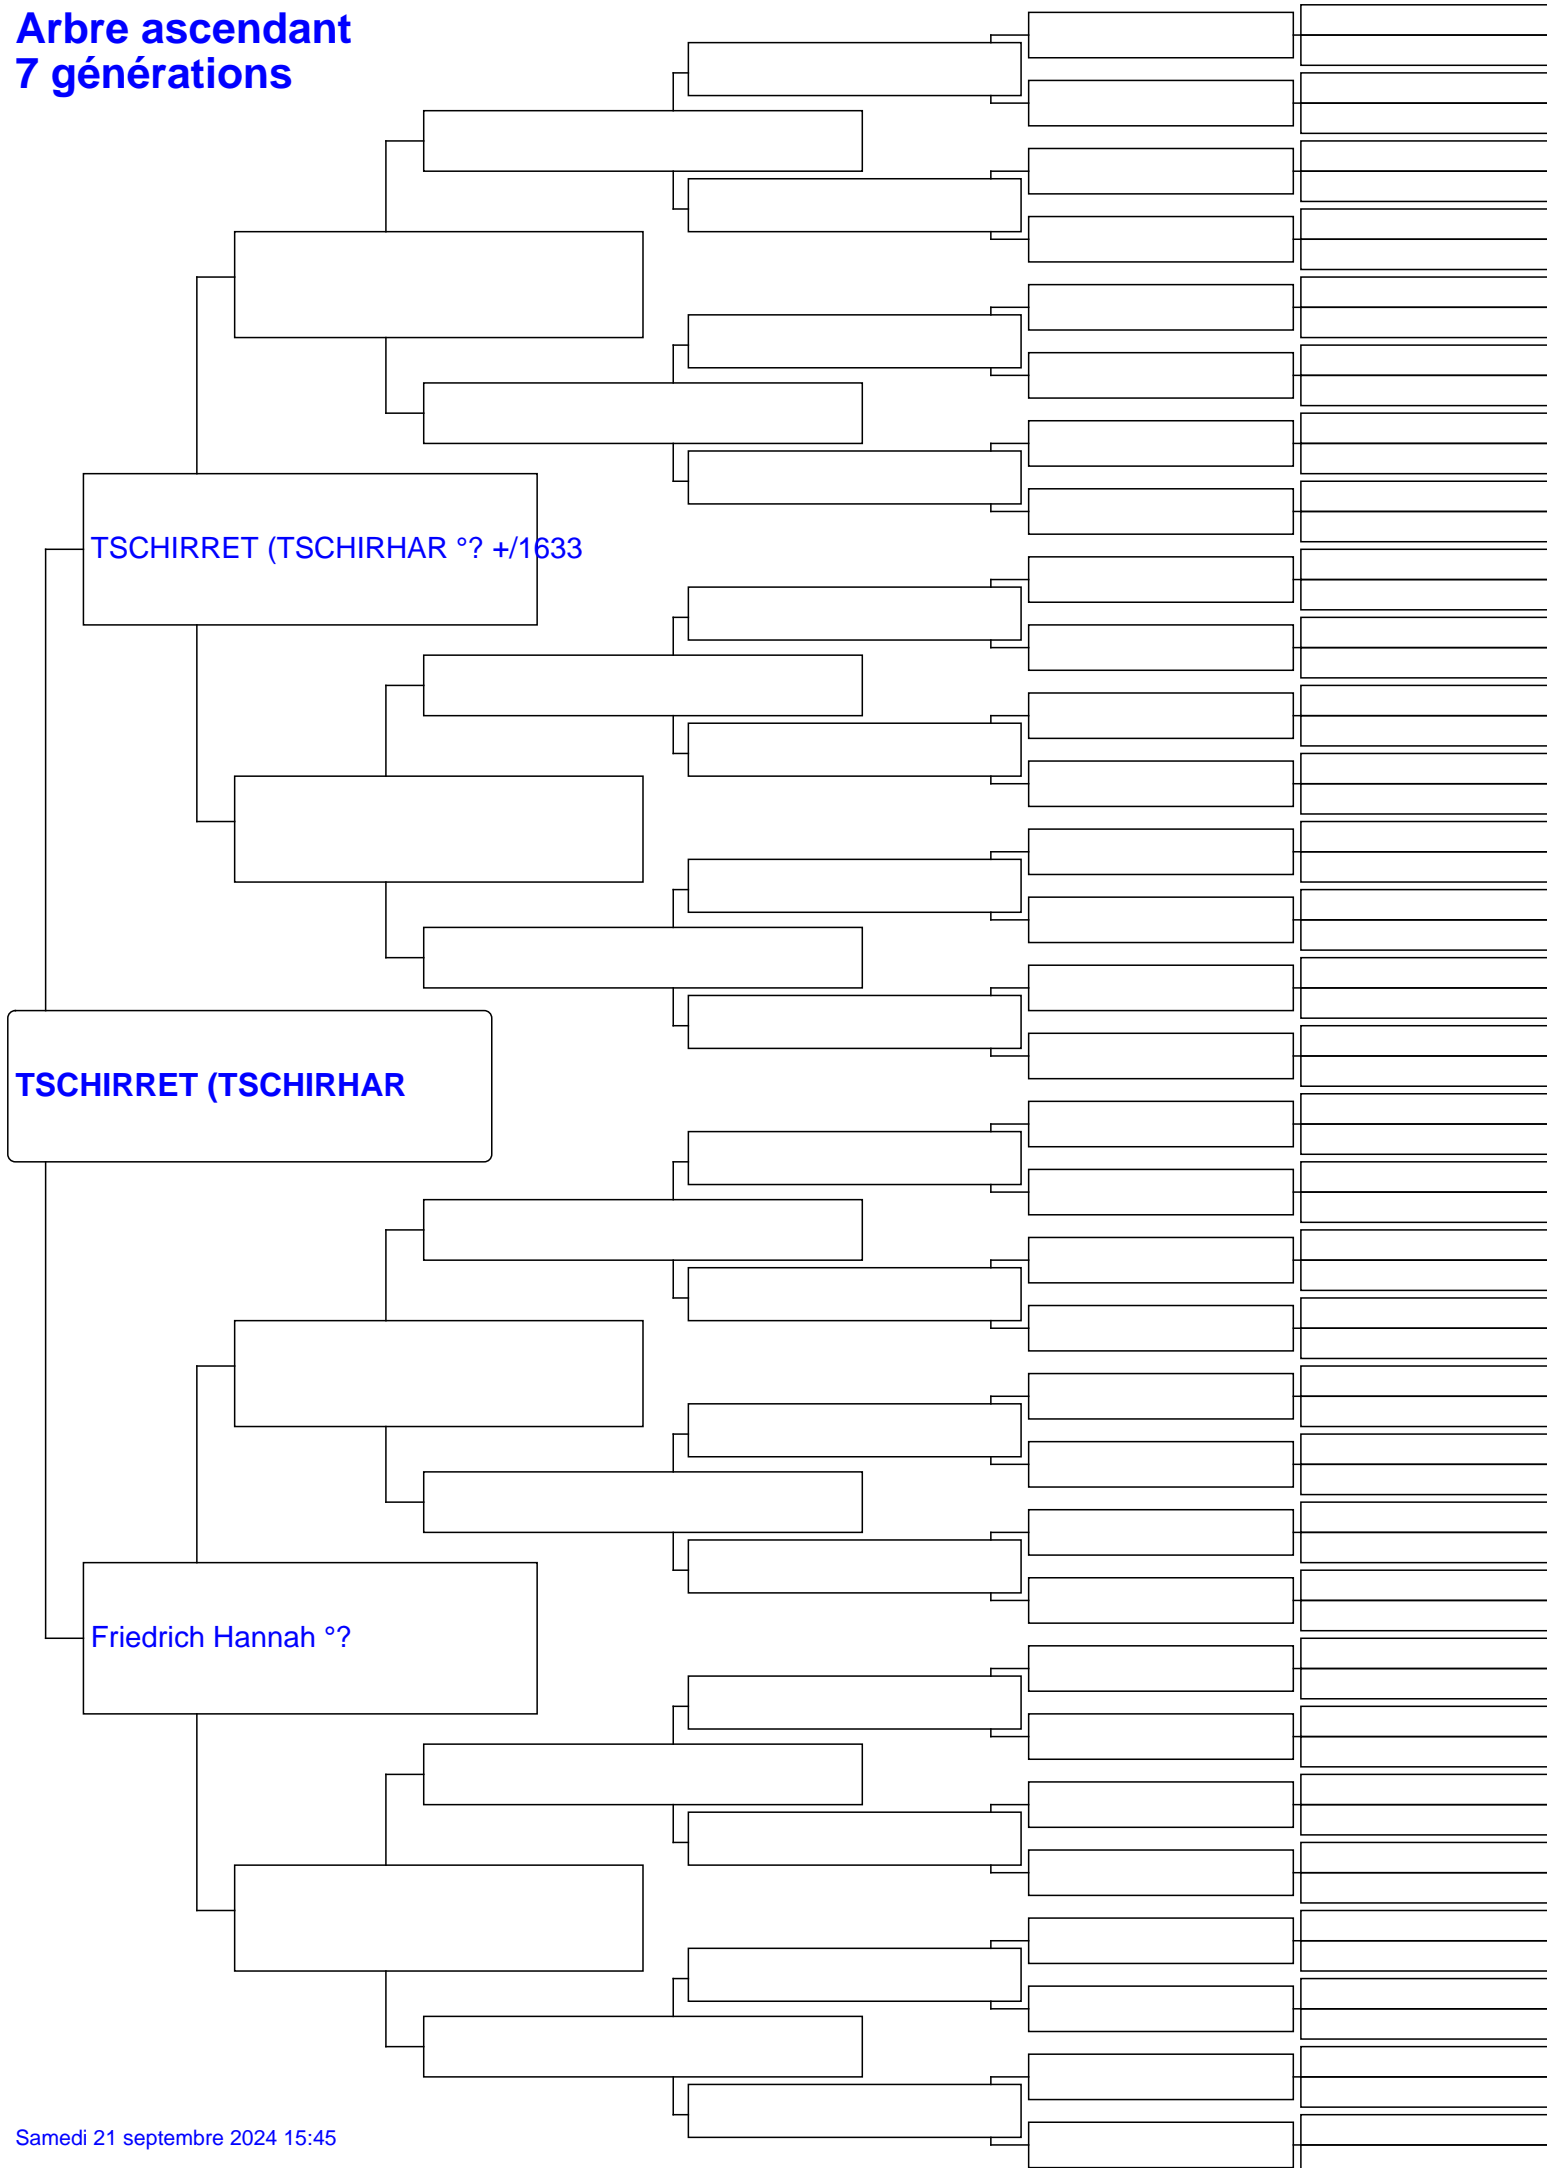 Arbre ascendant
7 générations
TSCHIRRET (TSCHIRHAR °? +/1633
TSCHIRRET (TSCHIRHAR
Friedrich Hannah °?
Samedi 21 septembre 2024 15:45